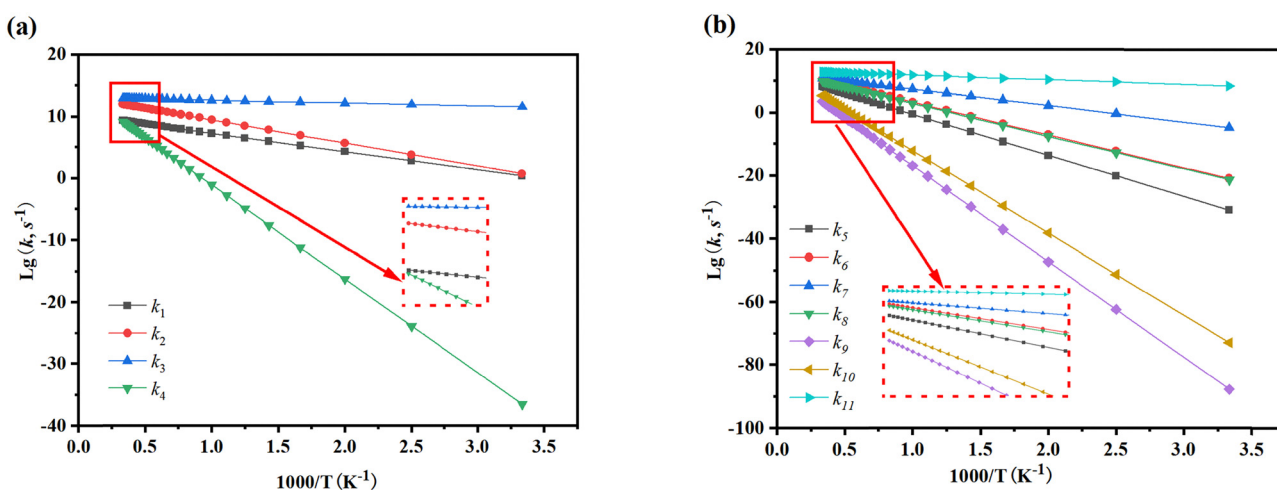 (a)
20
10
0
-10
-20
-30
-40
Lg (k, s⁻¹)
k₁
k₂
k₃
k₄
0.0 0.5 1.0 1.5 2.0 2.5 3.0 3.5
1000/T (K⁻¹)
(b)
20
0
-20
-40
-60
-80
-100
Lg (k, s⁻¹)
k₅
k₆
k₇
k₈
k₉
k₁₀
k₁₁
0.0 0.5 1.0 1.5 2.0 2.5 3.0 3.5
1000/T (K⁻¹)